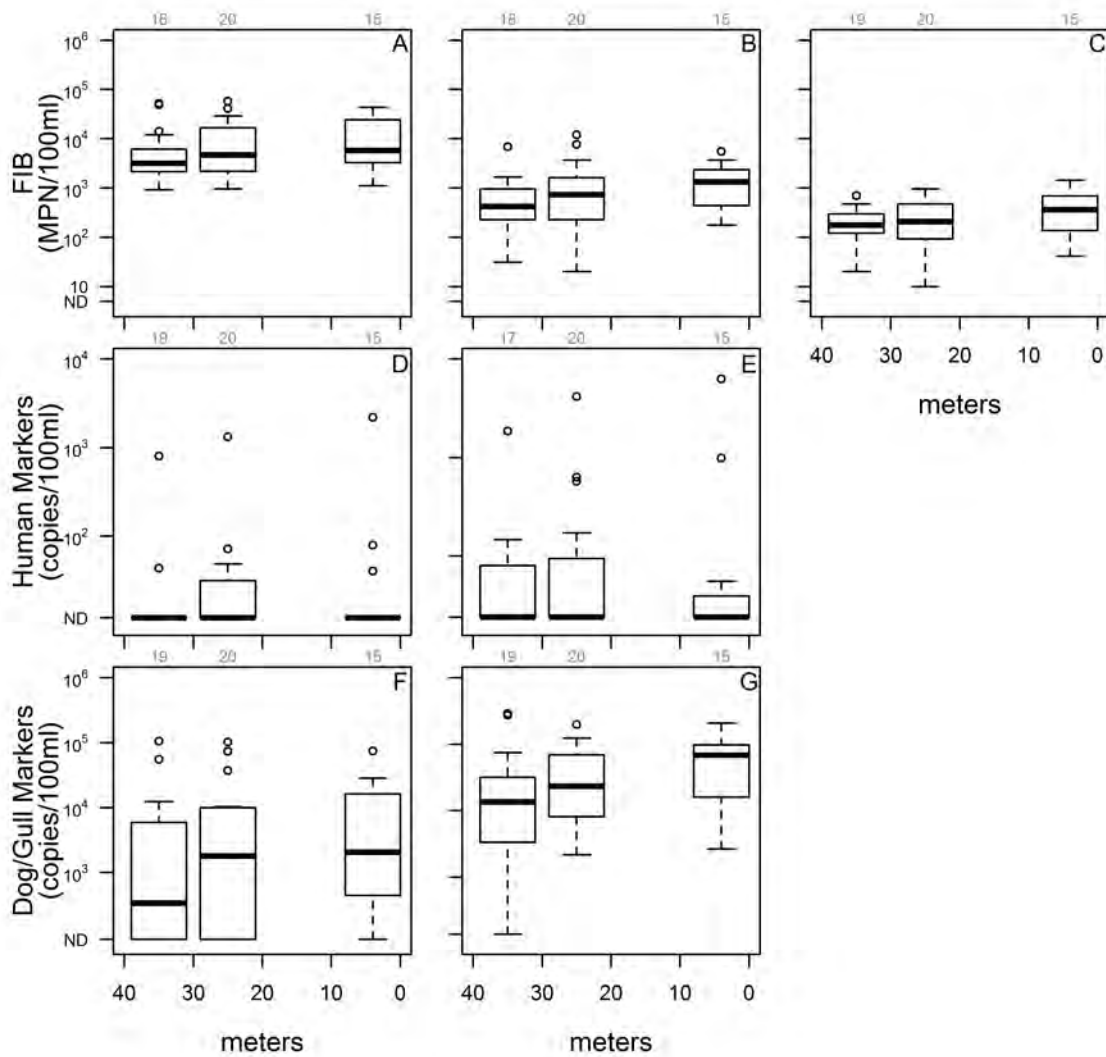 18 20 15 18 20 15 19 20 15
A B C
FIB
(MPN/100ml)
10⁶
10⁵
10⁴
10³
10²
10
ND
40 30 20 10 0
meters
19 20 15 17 20 15
D E
Human Markers
(copies/100ml)
10⁴
10³
10²
ND
19 20 15 19 20 15
F G
Dog/Gull Markers
(copies/100ml)
10⁶
10⁵
10⁴
10³
ND
40 30 20 10 0 40 30 20 10 0
meters meters